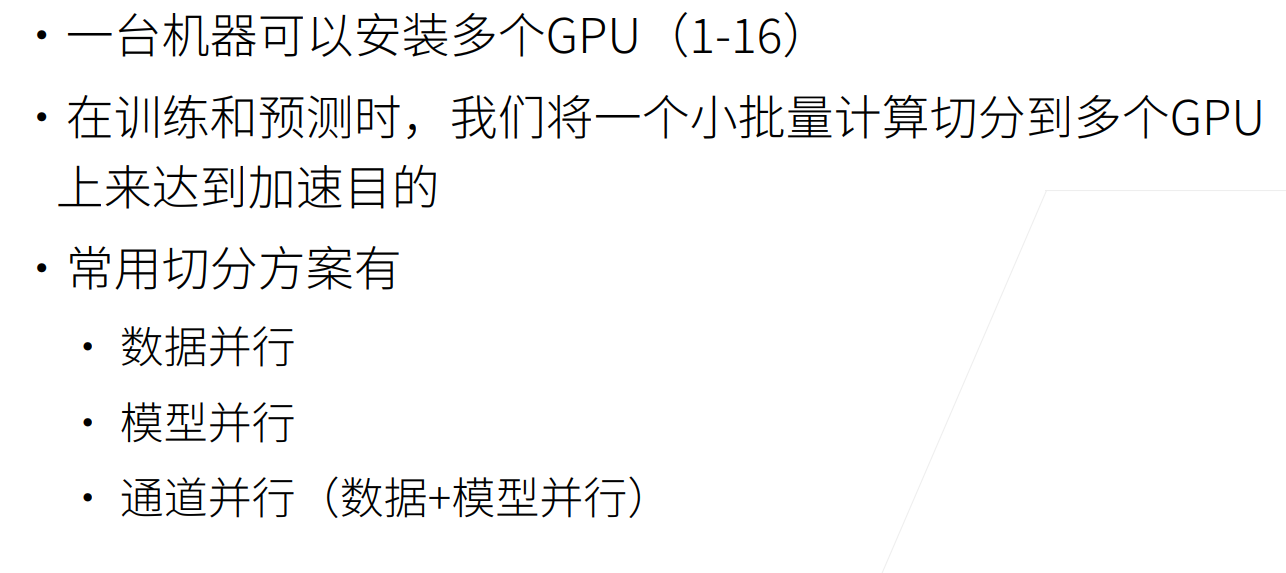 • 一台机器可以安装多个GPU（1-16）
• 在训练和预测时，我们将一个小批量计算切分到多个GPU
上来达到加速目的
• 常用切分方案有
• 数据并行
• 模型并行
• 通道并行（数据+模型并行）